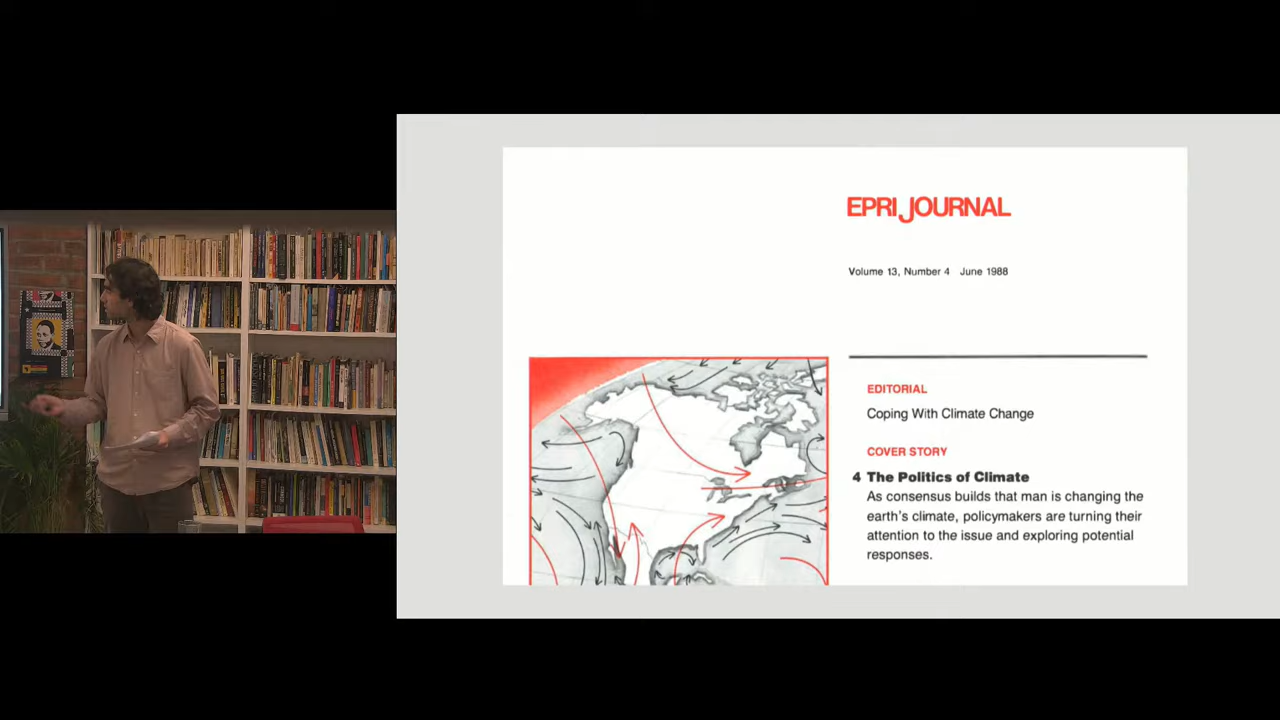 EPRI JOURNAL
Volume 13, Number 4 June 1988
EDITORIAL
Coping With Climate Change
COVER STORY
4 The Politics of Climate
As consensus builds that man is changing the
earth's climate, policymakers are turning their
attention to the issue and exploring potential
responses.